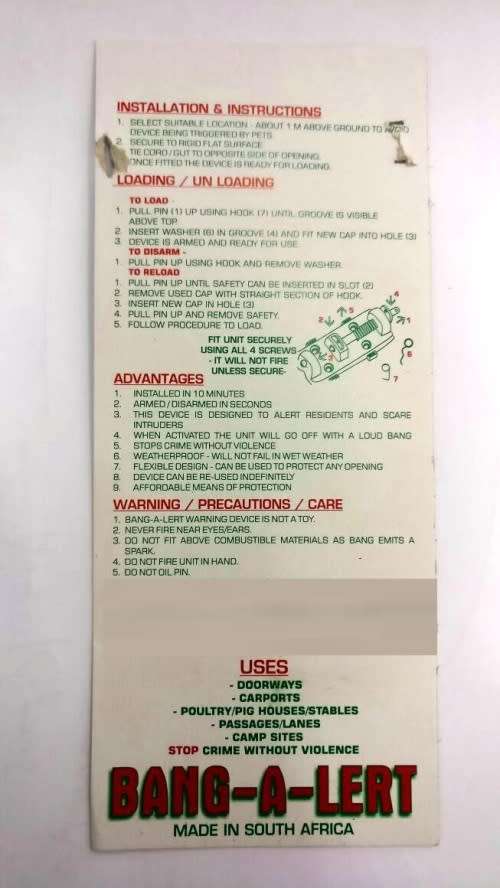 INSTALLATION & INSTRUCTIONS
1. SELECT SUITABLE LOCATION - ABOUT 1 M ABOVE GROUND TO AVOID
DEVICE BEING TRIGGERED BY PETS.
2. SECURE TO RIGID FLAT SURFACE
TIE CORD / GUT TO OPPOSITE SIDE OF OPENING.
ONCE FITTED THE DEVICE IS READY FOR LOADING.
LOADING / UN LOADING
TO LOAD -
1. PULL PIN (1) UP USING HOOK (7) UNTIL GROOVE IS VISIBLE
ABOVE TOP.
2. INSERT WASHER (6) IN GROOVE (4) AND FIT NEW CAP INTO HOLE (3)
3. DEVICE IS ARMED AND READY FOR USE.
TO DISARM -
1. PULL PIN UP USING HOOK AND REMOVE WASHER.
TO RELOAD
1. PULL PIN UP UNTIL SAFETY CAN BE INSERTED IN SLOT (2)
2. REMOVE USED CAP WITH STRAIGHT SECTION OF HOOK.
3. INSERT NEW CAP IN HOLE (3)
4. PULL PIN UP AND REMOVE SAFETY.
5. FOLLOW PROCEDURE TO LOAD.
FIT UNIT SECURELY
USING ALL 4 SCREWS
- IT WILL NOT FIRE
UNLESS SECURE-
4
5
2
1
6
2
7
ADVANTAGES
1. INSTALLED IN 10 MINUTES
2. ARMED / DISARMED IN SECONDS
3. THIS DEVICE IS DESIGNED TO ALERT RESIDENTS AND SCARE
INTRUDERS
4. WHEN ACTIVATED THE UNIT WILL GO OFF WITH A LOUD BANG
5. STOPS CRIME WITHOUT VIOLENCE
6. WEATHERPROOF - WILL NOT FAIL IN WET WEATHER
7. FLEXIBLE DESIGN - CAN BE USED TO PROTECT ANY OPENING
8. DEVICE CAN BE RE-USED INDEFINITELY
9. AFFORDABLE MEANS OF PROTECTION
WARNING / PRECAUTIONS / CARE
1. BANG-A-LERT WARNING DEVICE IS NOT A TOY.
2. NEVER FIRE NEAR EYES/EARS.
3. DO NOT FIT ABOVE COMBUSTIBLE MATERIALS AS BANG EMITS A
SPARK.
4. DO NOT FIRE UNIT IN HAND.
5. DO NOT OIL PIN.
USES
- DOORWAYS
- CARPORTS
- POULTRY/PIG HOUSES/STABLES
- PASSAGES/LANES
- CAMP SITES
STOP CRIME WITHOUT VIOLENCE
BANG-A-LERT
MADE IN SOUTH AFRICA